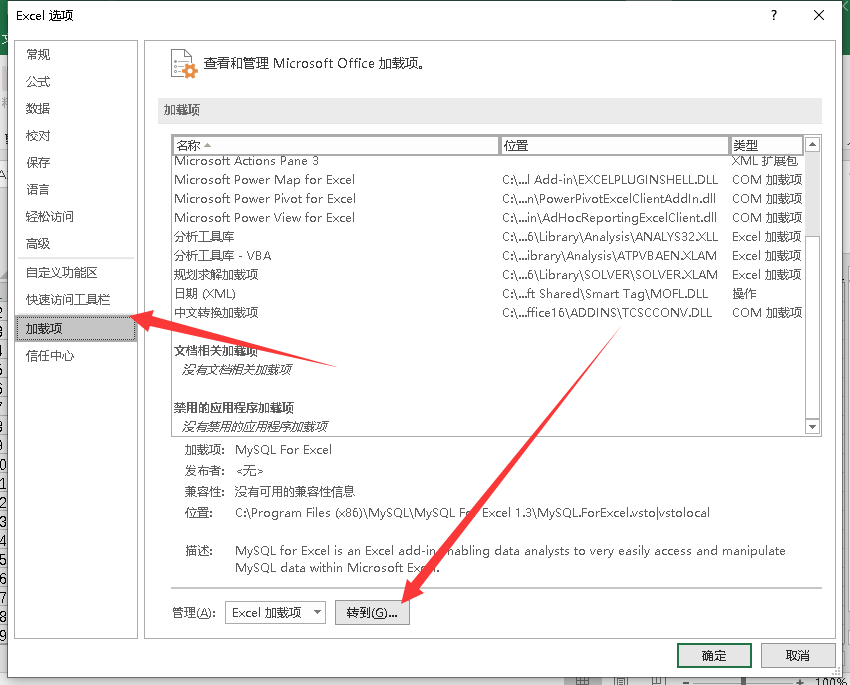 Excel 选项
?
常规
公式
数据
校对
保存
语言
轻松访问
高级
自定义功能区
快速访问工具栏
加载项
信任中心
查看和管理 Microsoft Office 加载项。
加载项
名称 位置 类型
Microsoft Actions Pane 3 XML 扩展包
Microsoft Power Map for Excel C:\...l Add-in\EXCELPLUGINSHELL.DLL COM 加载项
Microsoft Power Pivot for Excel C:\...n\PowerPivotExcelClientAddIn.dll COM 加载项
Microsoft Power View for Excel C:\...in\AdHocReportingExcelClient.dll COM 加载项
分析工具库 C:\...6\Library\Analysis\ANALYS32.XLL Excel 加载项
分析工具库 - VBA C:\...ibrary\Analysis\ATPVBAEN.XLAM Excel 加载项
规划求解加载项 C:\...6\Library\SOLVER\SOLVER.XLAM Excel 加载项
日期 (XML) C:\...ft Shared\Smart Tag\MOFL.DLL 操作
中文转换加载项 C:\...ffice16\ADDINS\TCSCCONV.DLL COM 加载项
文档相关加载项
没有文档相关加载项
禁用的应用程序加载项
没有禁用的应用程序加载项
加载项: MySQL For Excel
发布者: <无>
兼容性: 没有可用的兼容性信息
位置: C:\Program Files (x86)\MySQL\MySQL For Excel 1.3\MySQL.ForExcel.vsto|vstolocal
描述: MySQL for Excel is an Excel add-in enabling data analysts to very easily access and manipulate
MySQL data within Microsoft Excel.
管理(A): Excel 加载项 转到(G)...
确定 取消
100%